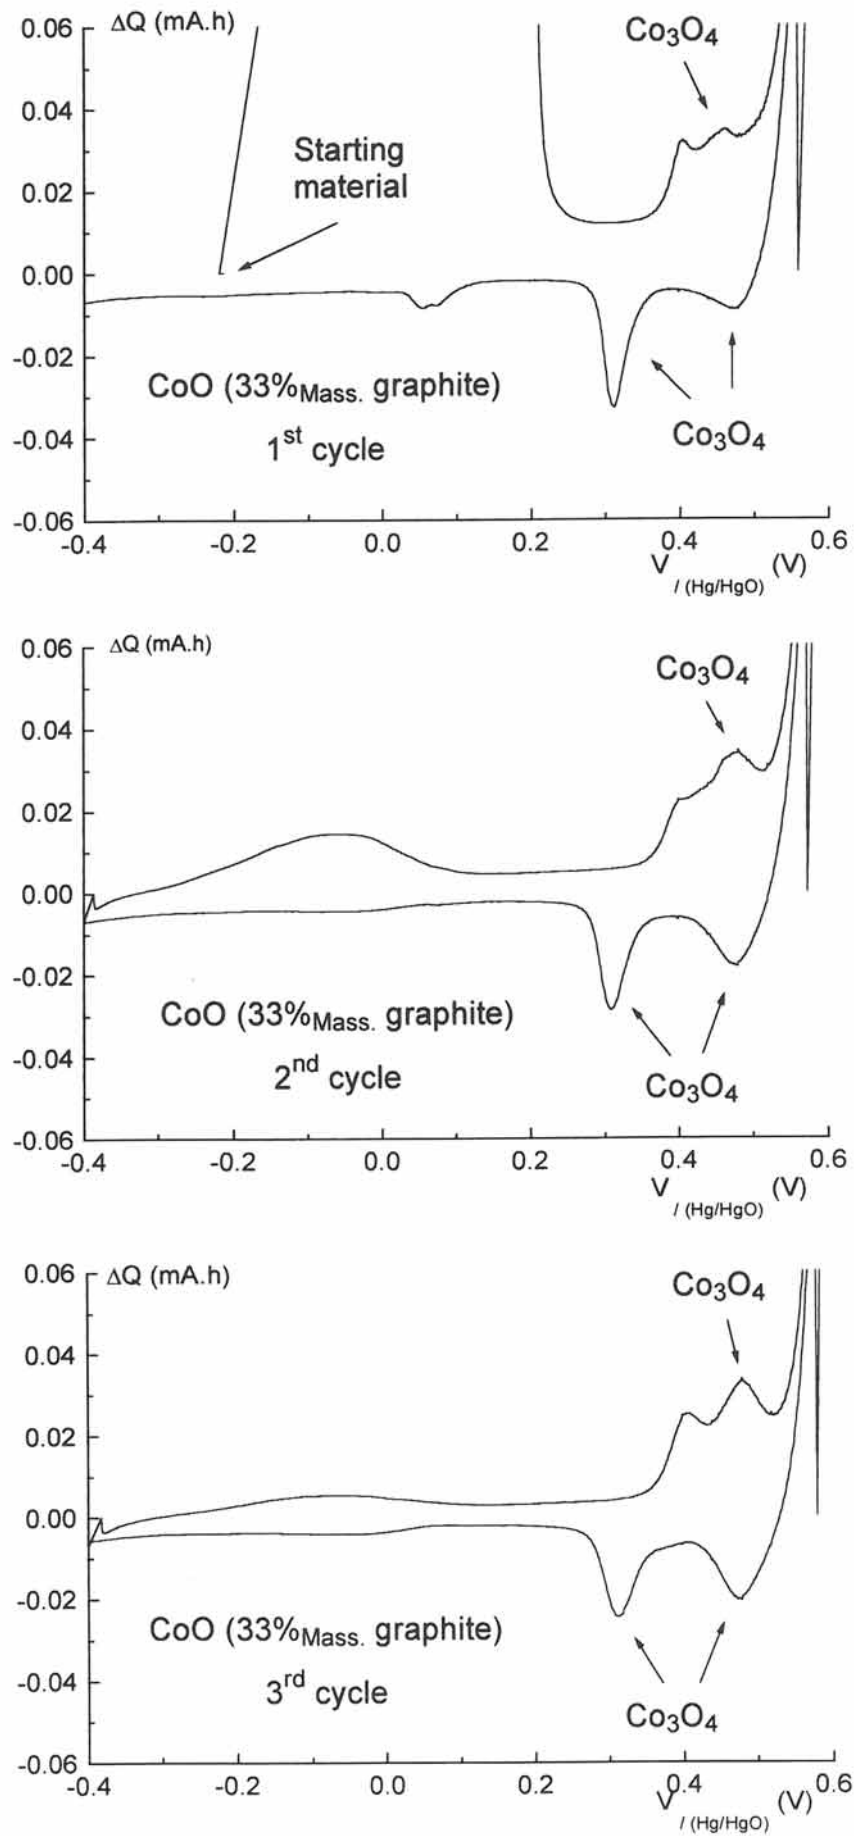 0.06 ΔQ (mA.h) Co₃O₄
0.04
Starting
material
0.02
0.00
-0.02
CoO (33%Mass. graphite)
Co₃O₄
-0.04
1st cycle
-0.06
-0.4 -0.2 0.0 0.2 0.4 0.6
V / (Hg/HgO) (V)
0.06 ΔQ (mA.h)
Co₃O₄
0.04
0.02
0.00
-0.02
CoO (33%Mass. graphite)
-0.04
2nd cycle
Co₃O₄
-0.06
-0.4 -0.2 0.0 0.2 0.4 0.6
V / (Hg/HgO) (V)
0.06 ΔQ (mA.h)
Co₃O₄
0.04
0.02
0.00
-0.02
CoO (33%Mass. graphite)
-0.04
3rd cycle
Co₃O₄
-0.06
-0.4 -0.2 0.0 0.2 0.4 0.6
V / (Hg/HgO) (V)